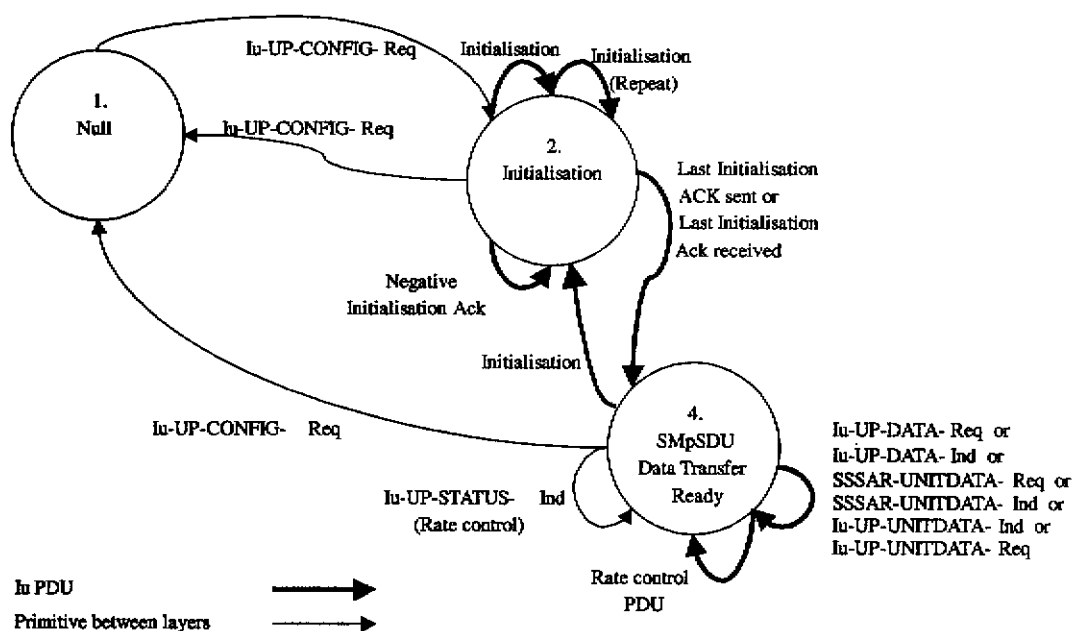 Iu-UP-CONFIG- Req
Initialisation
Initialisation
(Repeat)
1.
Null
Iu-UP-CONFIG- Req
2.
Initialisation
Last Initialisation
ACK sent or
Last Initialisation
Ack received
Negative
Initialisation Ack
Initialisation
Iu-UP-CONFIG- Req
4.
SMpSDU
Data Transfer
Ready
Iu-UP-STATUS- Ind
(Rate control)
Iu-UP-DATA- Req or
Iu-UP-DATA- Ind or
SSSAR-UNITDATA- Req or
SSSAR-UNITDATA- Ind or
Iu-UP-UNITDATA- Ind or
Iu-UP-UNITDATA- Req
Rate control
PDU
Iu PDU
Primitive between layers